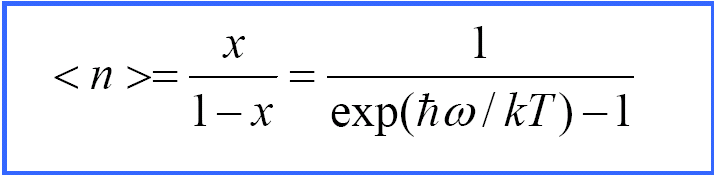 <n>= x/(1−x) = 1/(exp(ħω/kT)−1)